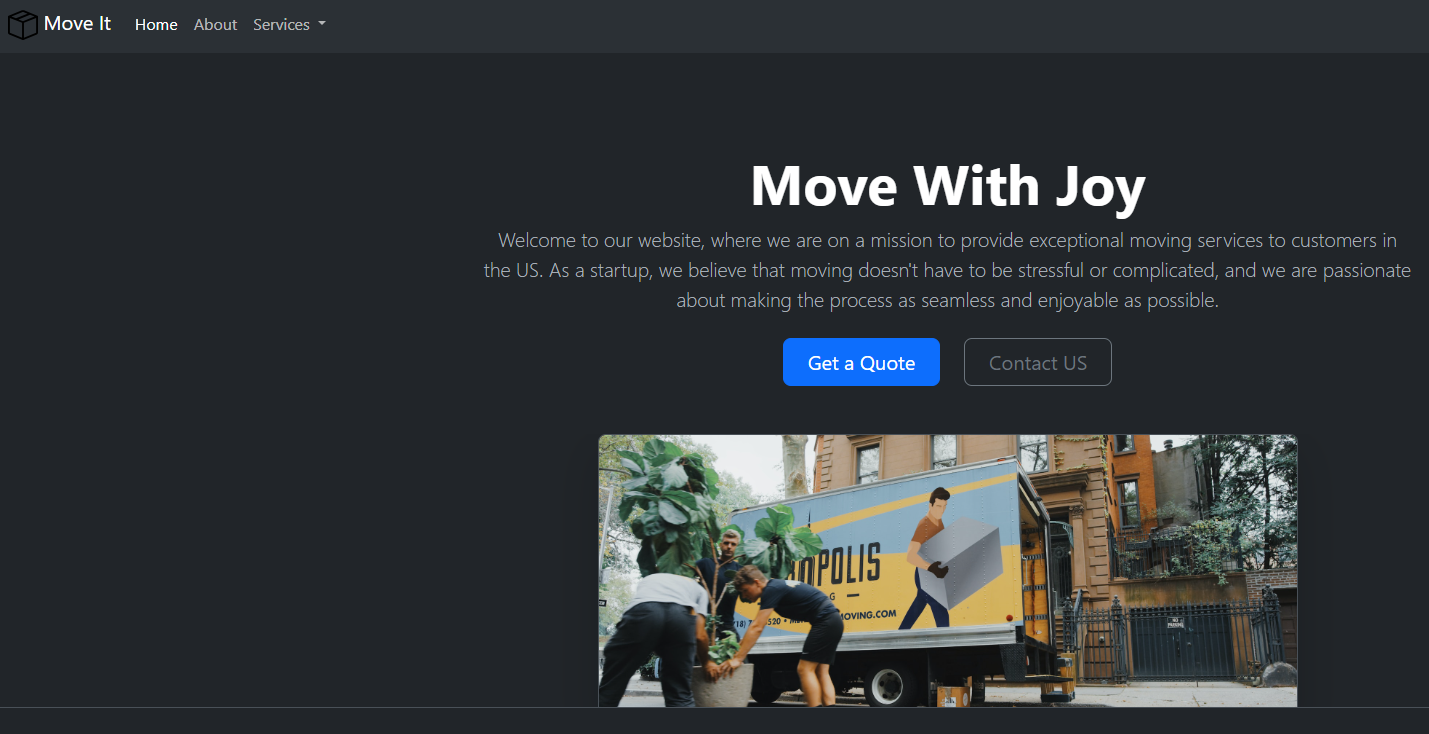 Move It Home About Services
Move With Joy
Welcome to our website, where we are on a mission to provide exceptional moving services to customers in
the US. As a startup, we believe that moving doesn't have to be stressful or complicated, and we are passionate
about making the process as seamless and enjoyable as possible.
Get a Quote Contact US
OPOLIS
MOVING.COM
NO
PARKING